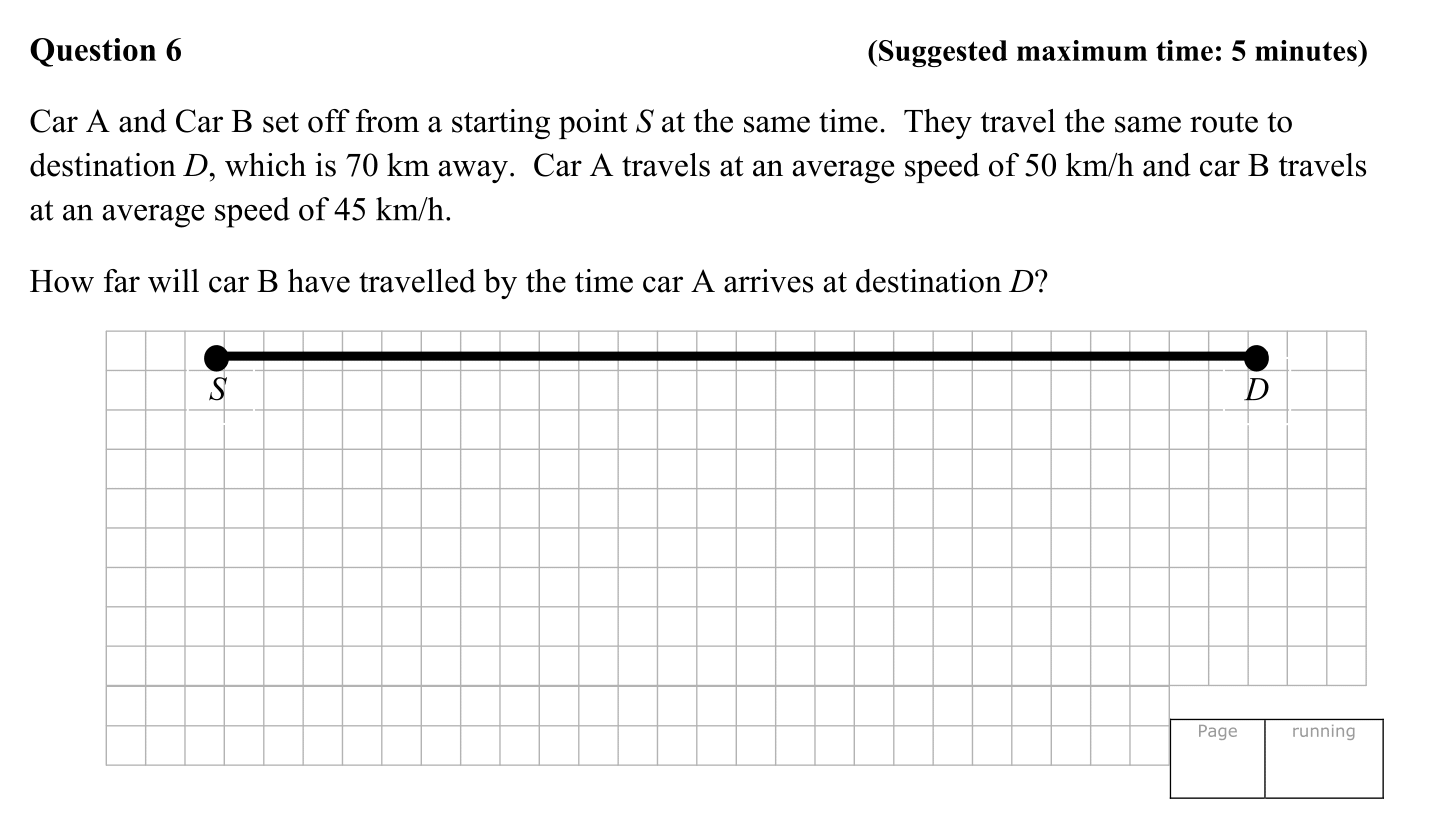 Question 6 (Suggested maximum time: 5 minutes)
Car A and Car B set off from a starting point S at the same time. They travel the same route to
destination D, which is 70 km away. Car A travels at an average speed of 50 km/h and car B travels
at an average speed of 45 km/h.
How far will car B have travelled by the time car A arrives at destination D?
S D
Page running